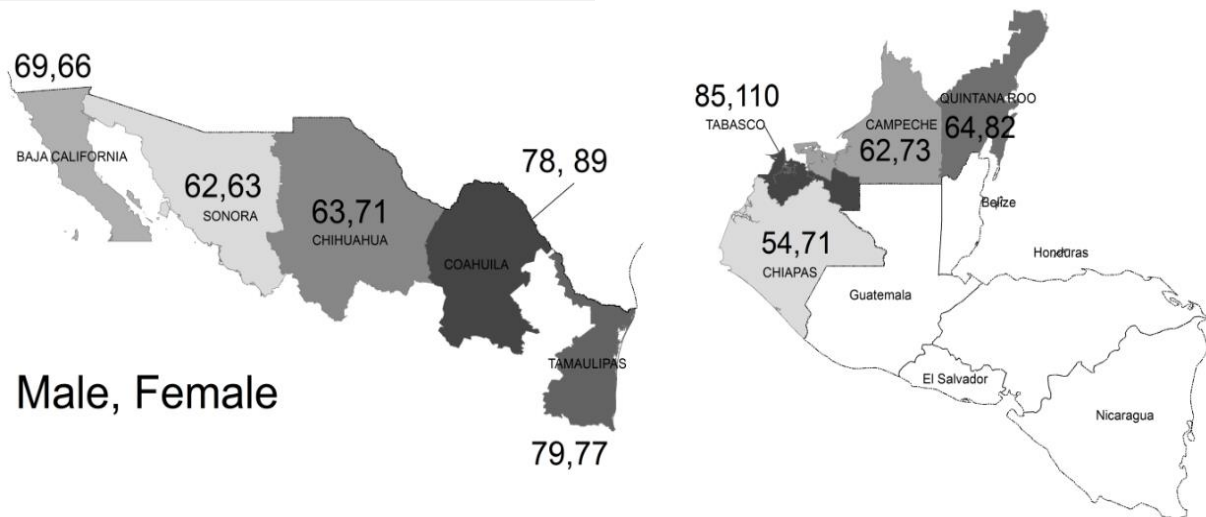 69,66
BAJA CALIFORNIA
62,63
SONORA
63,71
CHIHUAHUA
78, 89
COAHUILA
TAMAULIPAS
79,77
Male, Female
85,110
TABASCO
CAMPECHE
62,73
QUINTANA ROO
64,82
54,71
CHIAPAS
Belize
Honduras
Guatemala
El Salvador
Nicaragua